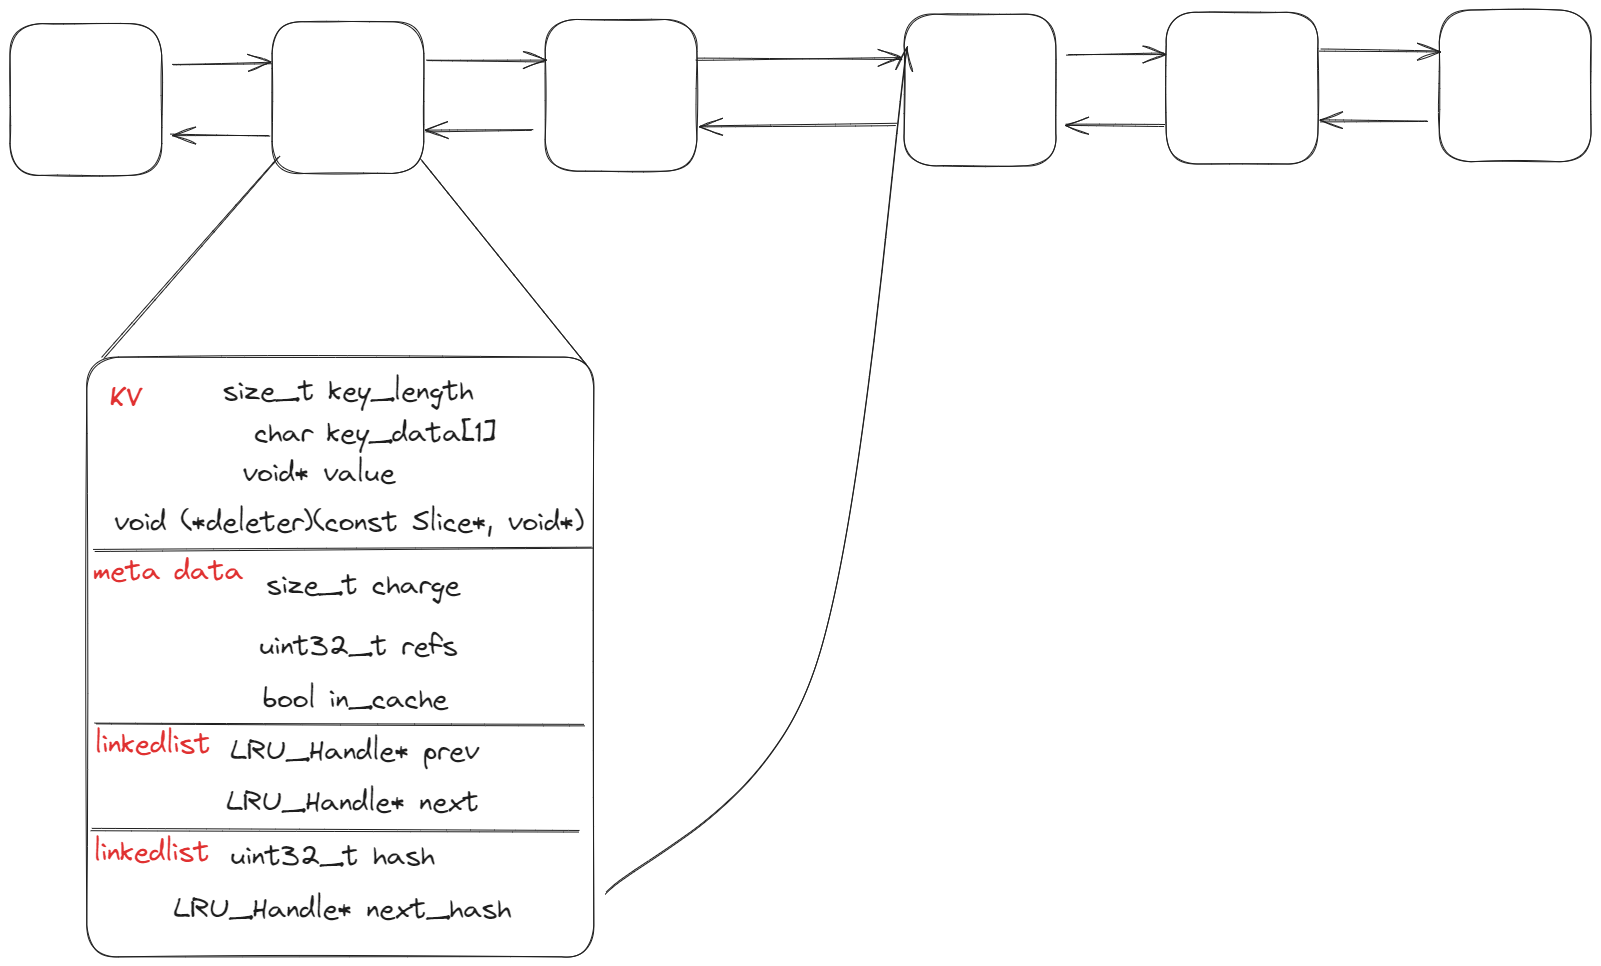 KV
size_t key_length
char key_data[1]
void* value
void (*deleter)(const Slice*, void*)
meta data
size_t charge
uint32_t refs
bool in_cache
linkedlist
LRU_Handle* prev
LRU_Handle* next
linkedlist
uint32_t hash
LRU_Handle* next_hash